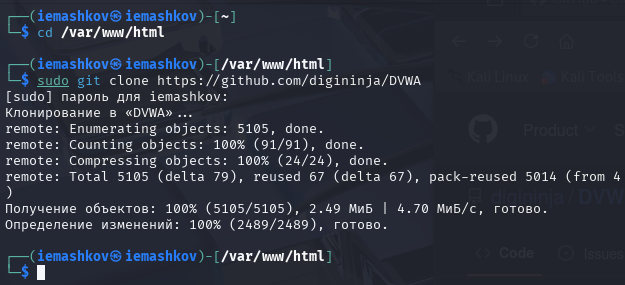 ┌──(iemashkov㉿iemashkov)-[~]
└─$ cd /var/www/html
┌──(iemashkov㉿iemashkov)-[/var/www/html]
└─$ sudo git clone https://github.com/digininja/DVWA
[sudo] пароль для iemashkov:
Клонирование в «DVWA»...
remote: Enumerating objects: 5105, done.
remote: Counting objects: 100% (91/91), done.
remote: Compressing objects: 100% (24/24), done.
remote: Total 5105 (delta 79), reused 67 (delta 67), pack-reused 5014 (from 4
)
Получение объектов: 100% (5105/5105), 2.49 МиБ | 4.70 МиБ/с, готово.
Определение изменений: 100% (2489/2489), готово.
┌──(iemashkov㉿iemashkov)-[/var/www/html]
└─$
Kali Linux
Kali Tools
Product
digininja / DVW
Code
Issues